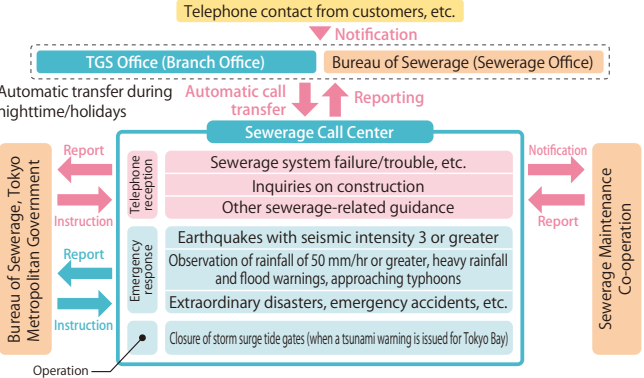 Telephone contact from customers, etc.
Notification
TGS Office (Branch Office)
Bureau of Sewerage (Sewerage Office)
Automatic transfer during
nighttime/holidays
Automatic call
transfer
Reporting
Sewerage Call Center
Bureau of Sewerage, Tokyo
Metropolitan Government
Report
Instruction
Report
Instruction
Telephone
reception
Sewerage system failure/trouble, etc.
Inquiries on construction
Other sewerage-related guidance
Emergency
response
Earthquakes with seismic intensity 3 or greater
Observation of rainfall of 50 mm/hr or greater, heavy rainfall
and flood warnings, approaching typhoons
Extraordinary disasters, emergency accidents, etc.
Closure of storm surge tide gates (when a tsunami warning is issued for Tokyo Bay)
Operation
Notification
Report
Sewerage Maintenance
Co-operation